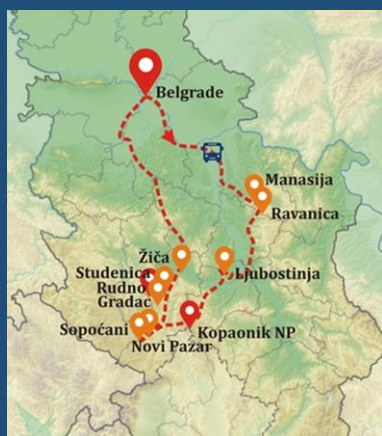 Belgrade
Manasija
Ravanica
Žiča
Studenica
Ljubostinja
Rudno
Gradac
Sopoćani
Kopaonik NP
Novi Pazar